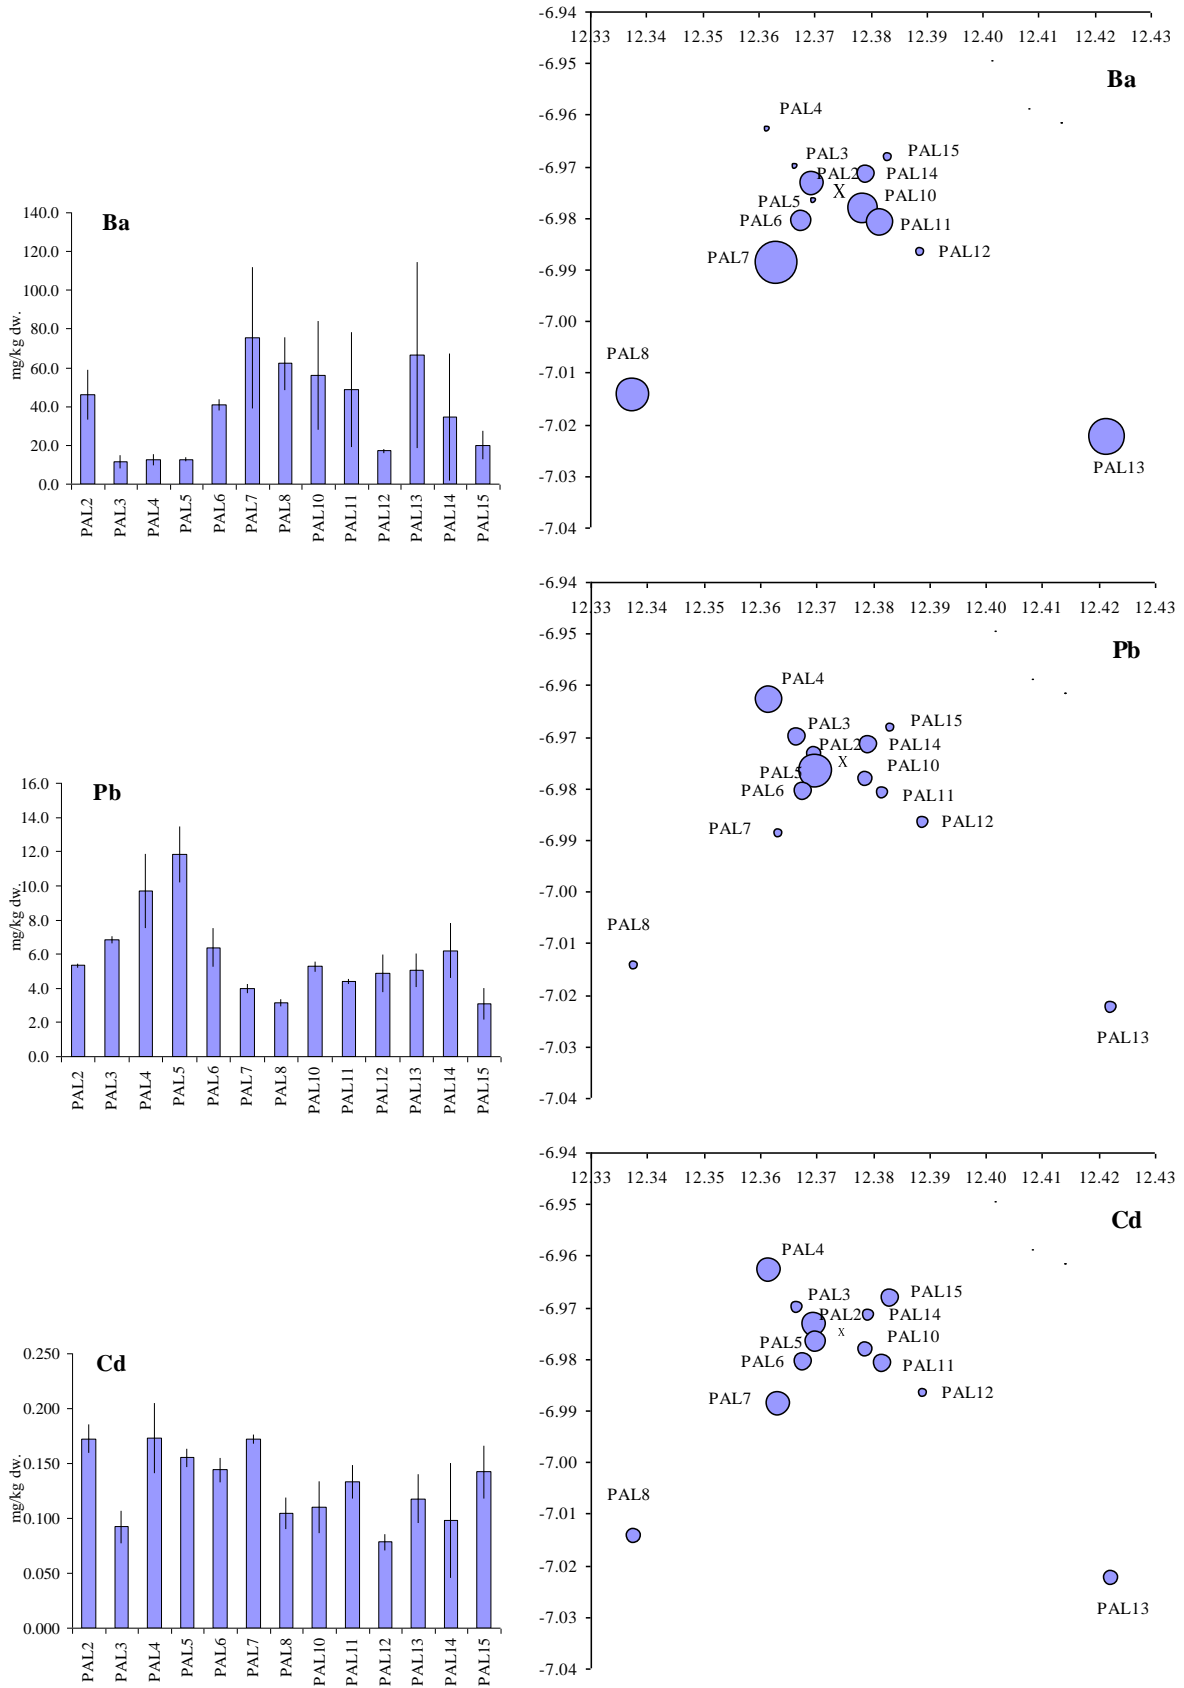 -6.94
12.33 12.34 12.35 12.36 12.37 12.38 12.39 12.40 12.41 12.42 12.43
-6.95
Ba
-6.96
PAL4
-6.97
PAL3
PAL15
PAL2
PAL14
X
PAL5
PAL10
-6.98
PAL6
PAL11
PAL7
PAL12
-6.99
-7.00
PAL8
-7.01
-7.02
PAL13
-7.03
-7.04
Ba
mg/kg dw.
140.0
120.0
100.0
80.0
60.0
40.0
20.0
0.0
PAL2 PAL3 PAL4 PAL5 PAL6 PAL7 PAL8 PAL10 PAL11 PAL12 PAL13 PAL14 PAL15
-6.94
12.33 12.34 12.35 12.36 12.37 12.38 12.39 12.40 12.41 12.42 12.43
-6.95
Pb
-6.96
PAL4
-6.97
PAL3
PAL15
PAL2
PAL14
X
PAL5
PAL10
-6.98
PAL6
PAL11
PAL7
PAL12
-6.99
-7.00
PAL8
-7.01
-7.02
PAL13
-7.03
-7.04
Pb
mg/kg dw.
16.0
14.0
12.0
10.0
8.0
6.0
4.0
2.0
0.0
PAL2 PAL3 PAL4 PAL5 PAL6 PAL7 PAL8 PAL10 PAL11 PAL12 PAL13 PAL14 PAL15
-6.94
12.33 12.34 12.35 12.36 12.37 12.38 12.39 12.40 12.41 12.42 12.43
-6.95
Cd
-6.96
PAL4
-6.97
PAL3
PAL15
PAL2
PAL14
X
PAL5
PAL10
-6.98
PAL6
PAL11
PAL7
PAL12
-6.99
-7.00
PAL8
-7.01
-7.02
PAL13
-7.03
-7.04
Cd
mg/kg dw.
0.250
0.200
0.150
0.100
0.050
0.000
PAL2 PAL3 PAL4 PAL5 PAL6 PAL7 PAL8 PAL10 PAL11 PAL12 PAL13 PAL14 PAL15